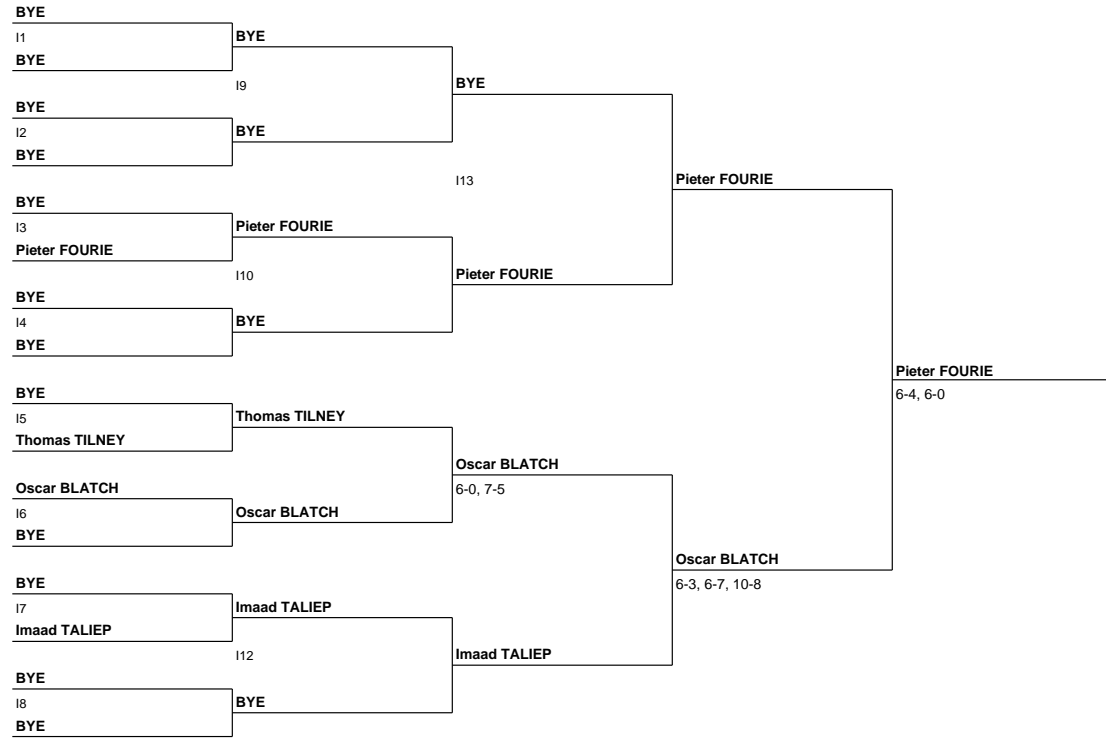 BYE
I1
BYE
BYE
I9
BYE
I2
BYE
BYE
BYE
I13
BYE
I3
Pieter FOURIE
Pieter FOURIE
I10
BYE
I4
BYE
BYE
Pieter FOURIE
Pieter FOURIE
BYE
I5
Thomas TILNEY
Thomas TILNEY
Oscar BLATCH
I6
BYE
Oscar BLATCH
Oscar BLATCH
6-0, 7-5
BYE
I7
Imaad TALIEP
Imaad TALIEP
I12
BYE
I8
BYE
BYE
Imaad TALIEP
Oscar BLATCH
6-3, 6-7, 10-8
Pieter FOURIE
6-4, 6-0